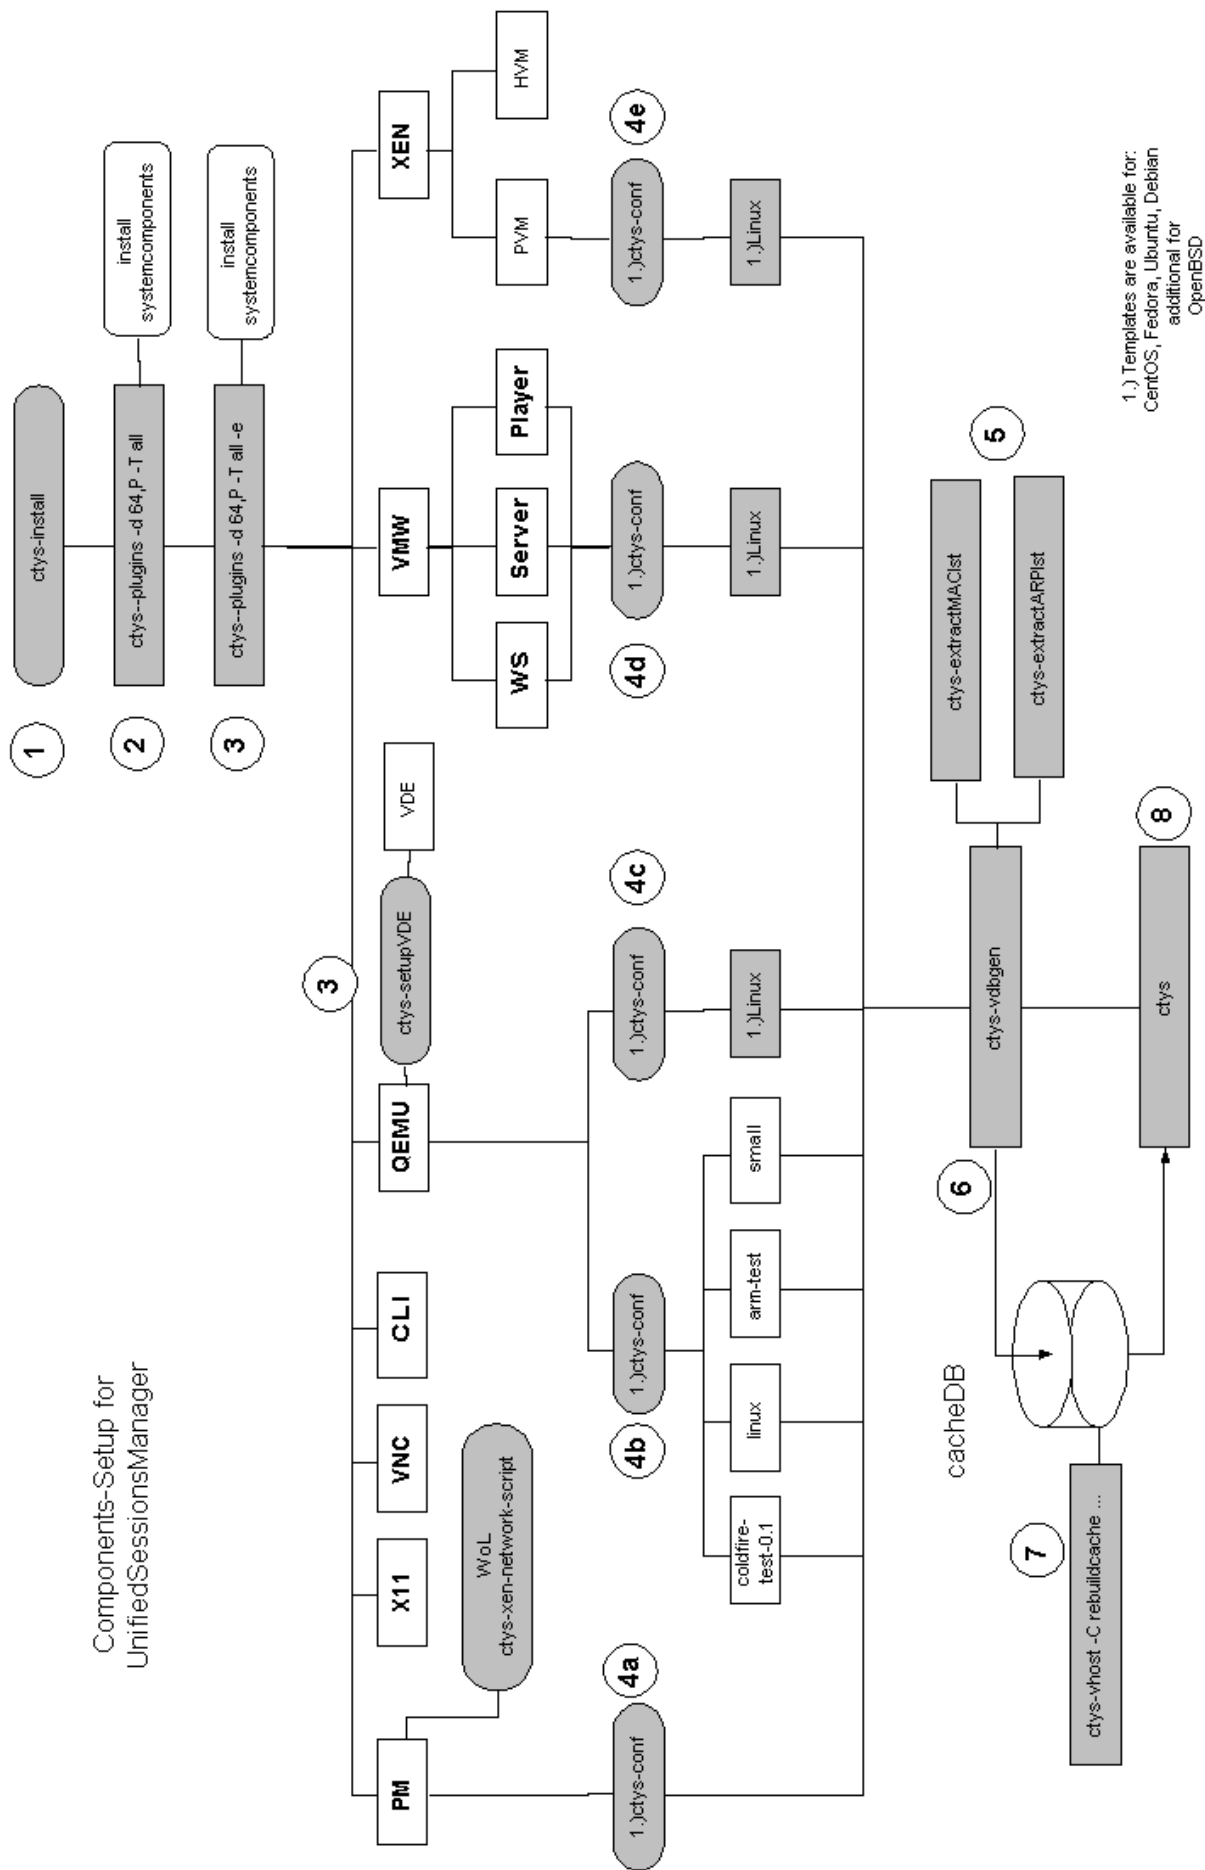 Components-Setup for
UnifiedSessionsManager
1
ctys-install
2
ctys--plugins -d 64,P -T all
install
systemcomponents
3
ctys--plugins -d 64,P -T all -e
install
systemcomponents
3
PM
X11
VNC
CLI
QEMU
ctys-setupVDE
VDE
VMW
XEN
WoL
ctys-xen-network-script
WS
Server
Player
PVM
HVM
4a
1.)ctys-conf
4b
1.)ctys-conf
4c
1.)ctys-conf
4d
1.)ctys-conf
4e
1.)ctys-conf
coldfire-
test-0.1
linux
arm-test
small
1.)Linux
1.)Linux
1.)Linux
cacheDB
6
ctys-vdbgen
ctys-extractMAClst
ctys-extractARPlst
5
7
ctys-vhost -C rebuildcache ...
ctys
8
1.) Templates are available for:
CentOS, Fedora, Ubuntu, Debian
additional for
OpenBSD